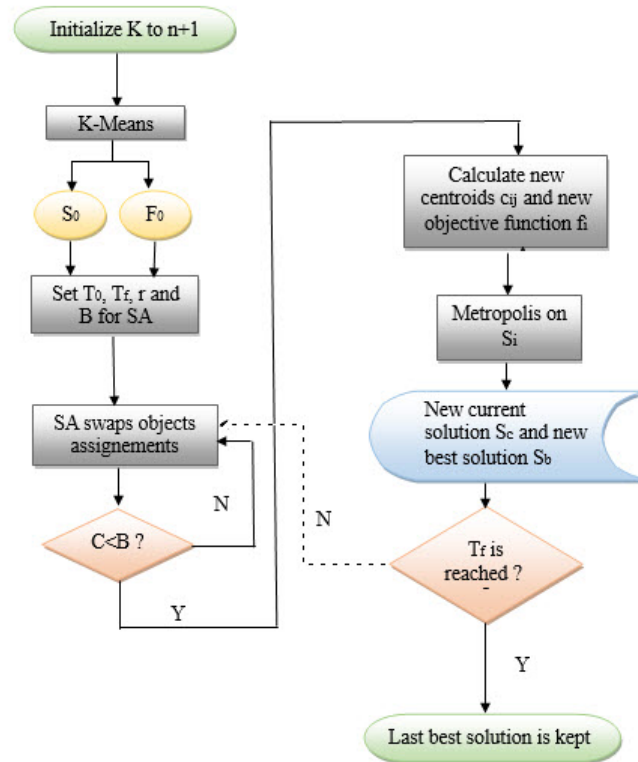 Initialize K to n+1
K-Means
S0
F0
Set T0, Tf, r and
B for SA
SA swaps objects
assignements
N
C<B ?
Y
Calculate new
centroids cij and new
objective function fi
Metropolis on
Si
New current
solution Sc and new
best solution Sb
N
Tf is
reached ?
Y
Last best solution is kept